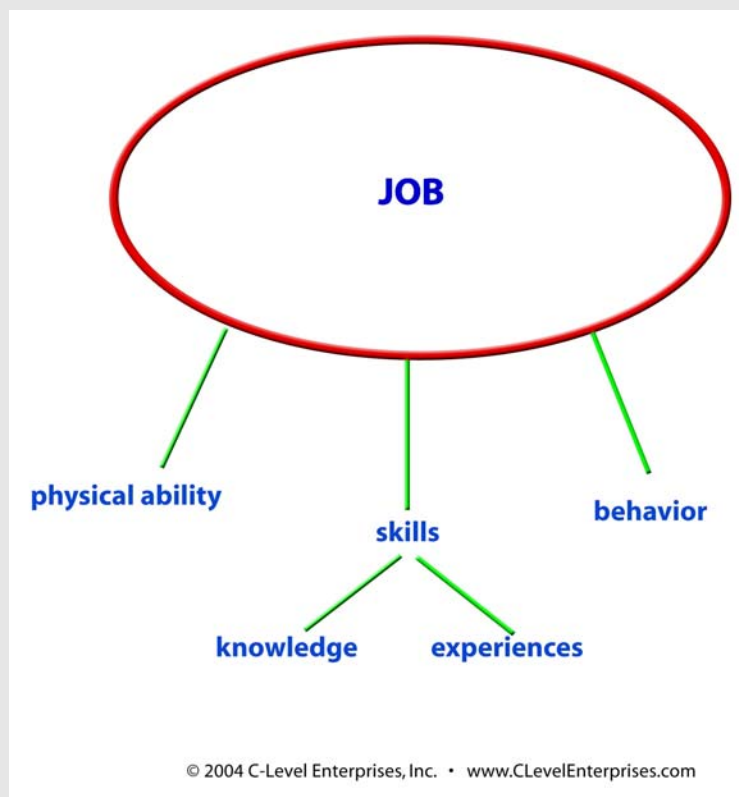 JOB
physical ability
behavior
skills
knowledge experiences
© 2004 C-Level Enterprises, Inc. • www.CLevelEnterprises.com